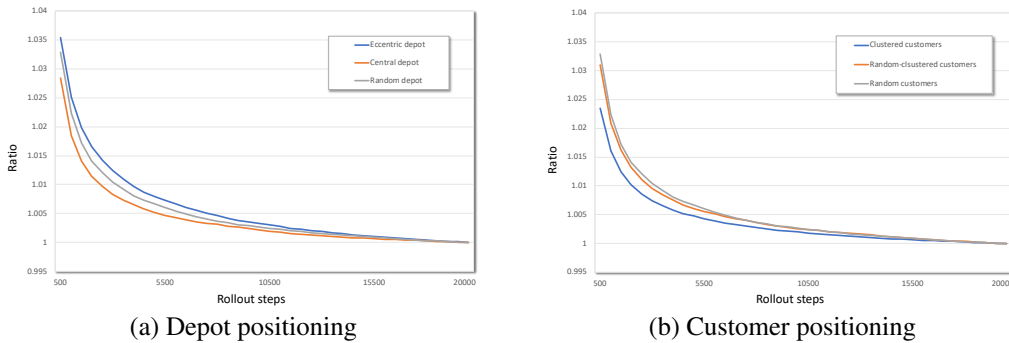 1.04
1.035
1.03
1.025
1.02
1.015
1.01
1.005
1
0.995
Ratio
500
5500
10500
15500
20000
Rollout steps
Eccentric depot
Central depot
Random depot
(a) Depot positioning
1.04
1.035
1.03
1.025
1.02
1.015
1.01
1.005
1
0.995
Ratio
500
5500
10500
15500
20000
Rollout steps
Clustered customers
Random-clsustered customers
Random customers
(b) Customer positioning